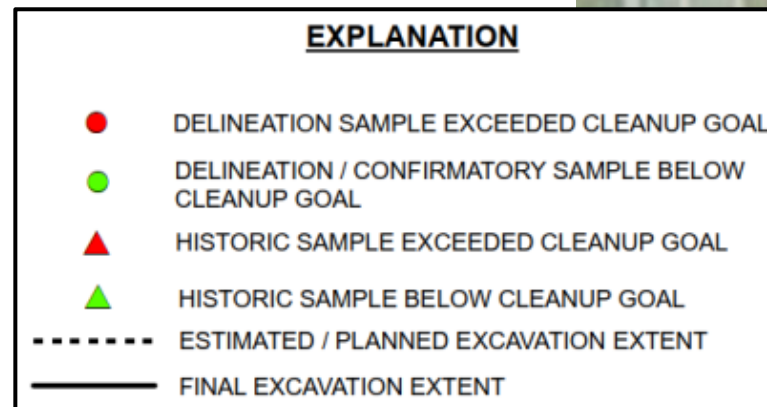 EXPLANATION
DELINEATION SAMPLE EXCEEDED CLEANUP GOAL
DELINEATION / CONFIRMATORY SAMPLE BELOW
CLEANUP GOAL
HISTORIC SAMPLE EXCEEDED CLEANUP GOAL
HISTORIC SAMPLE BELOW CLEANUP GOAL
ESTIMATED / PLANNED EXCAVATION EXTENT
FINAL EXCAVATION EXTENT